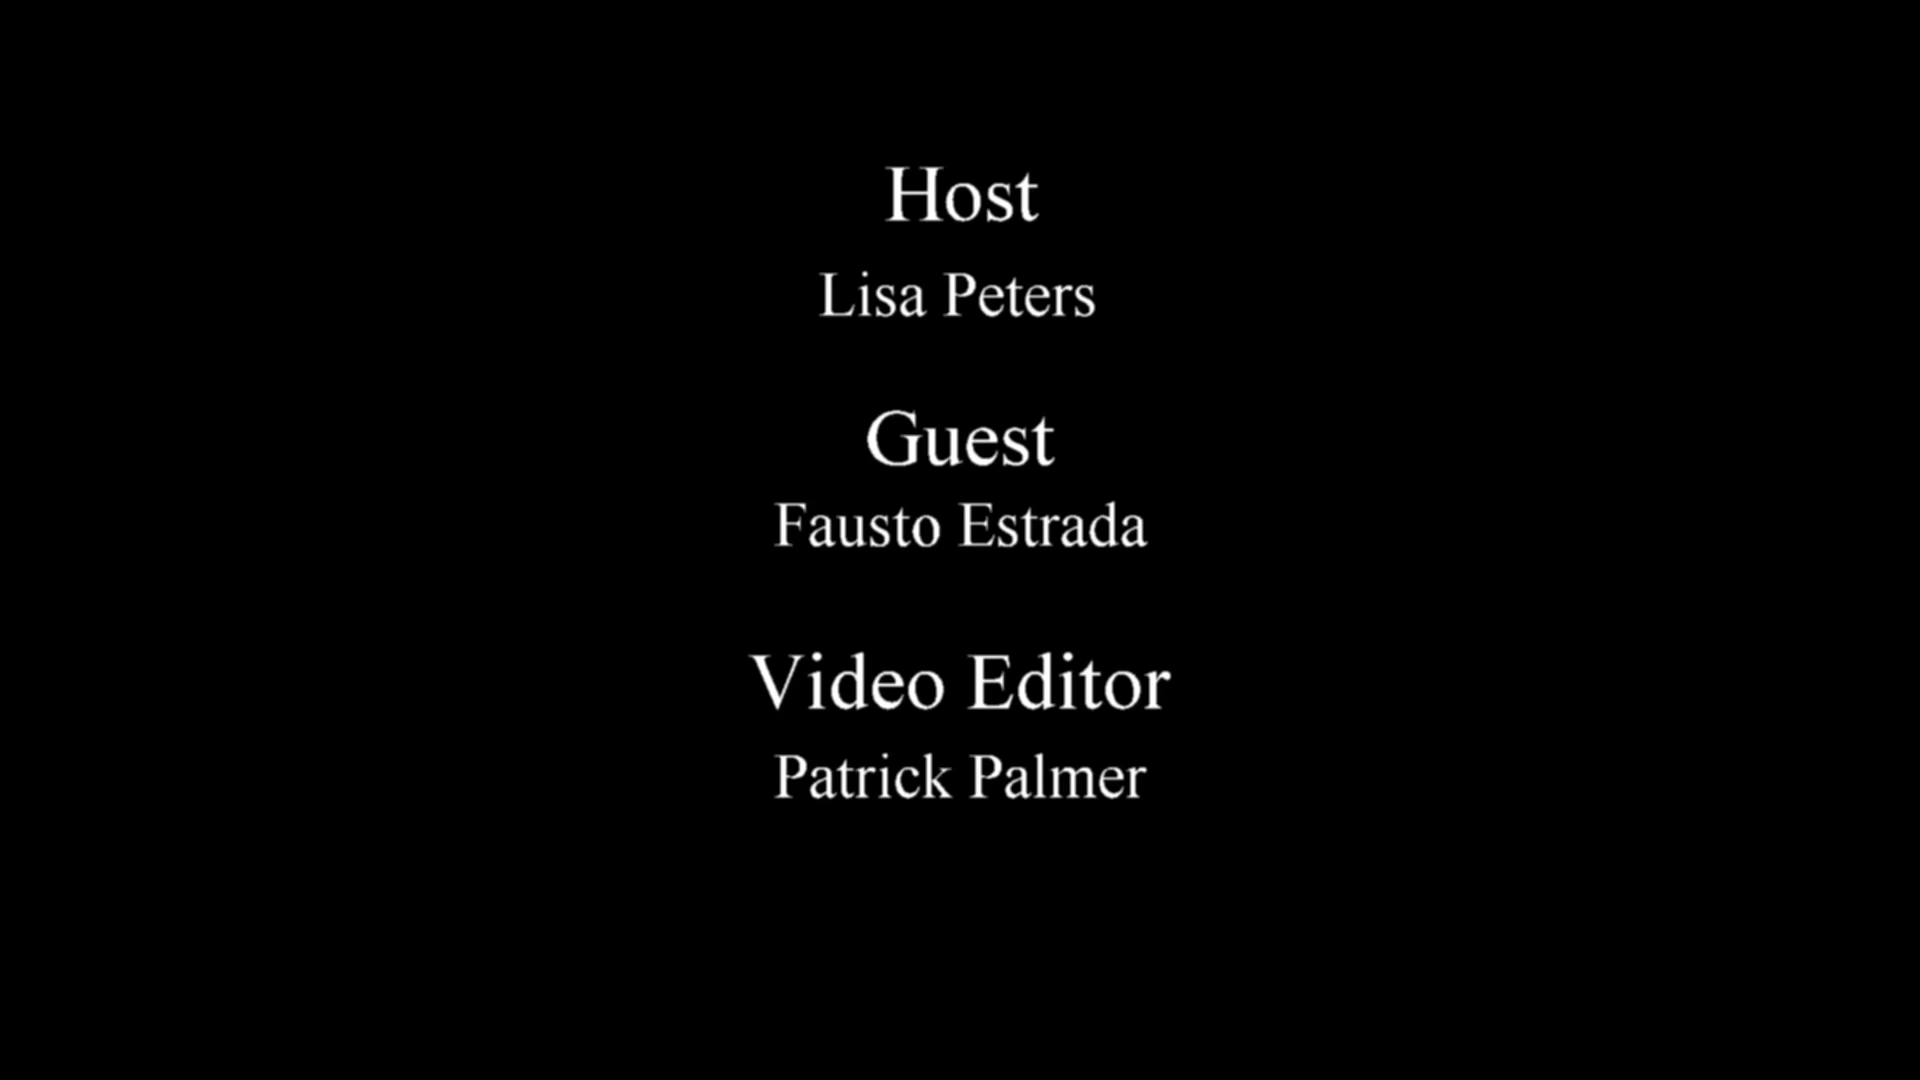 Host
Lisa Peters
Guest
Fausto Estrada
Video Editor
Patrick Palmer